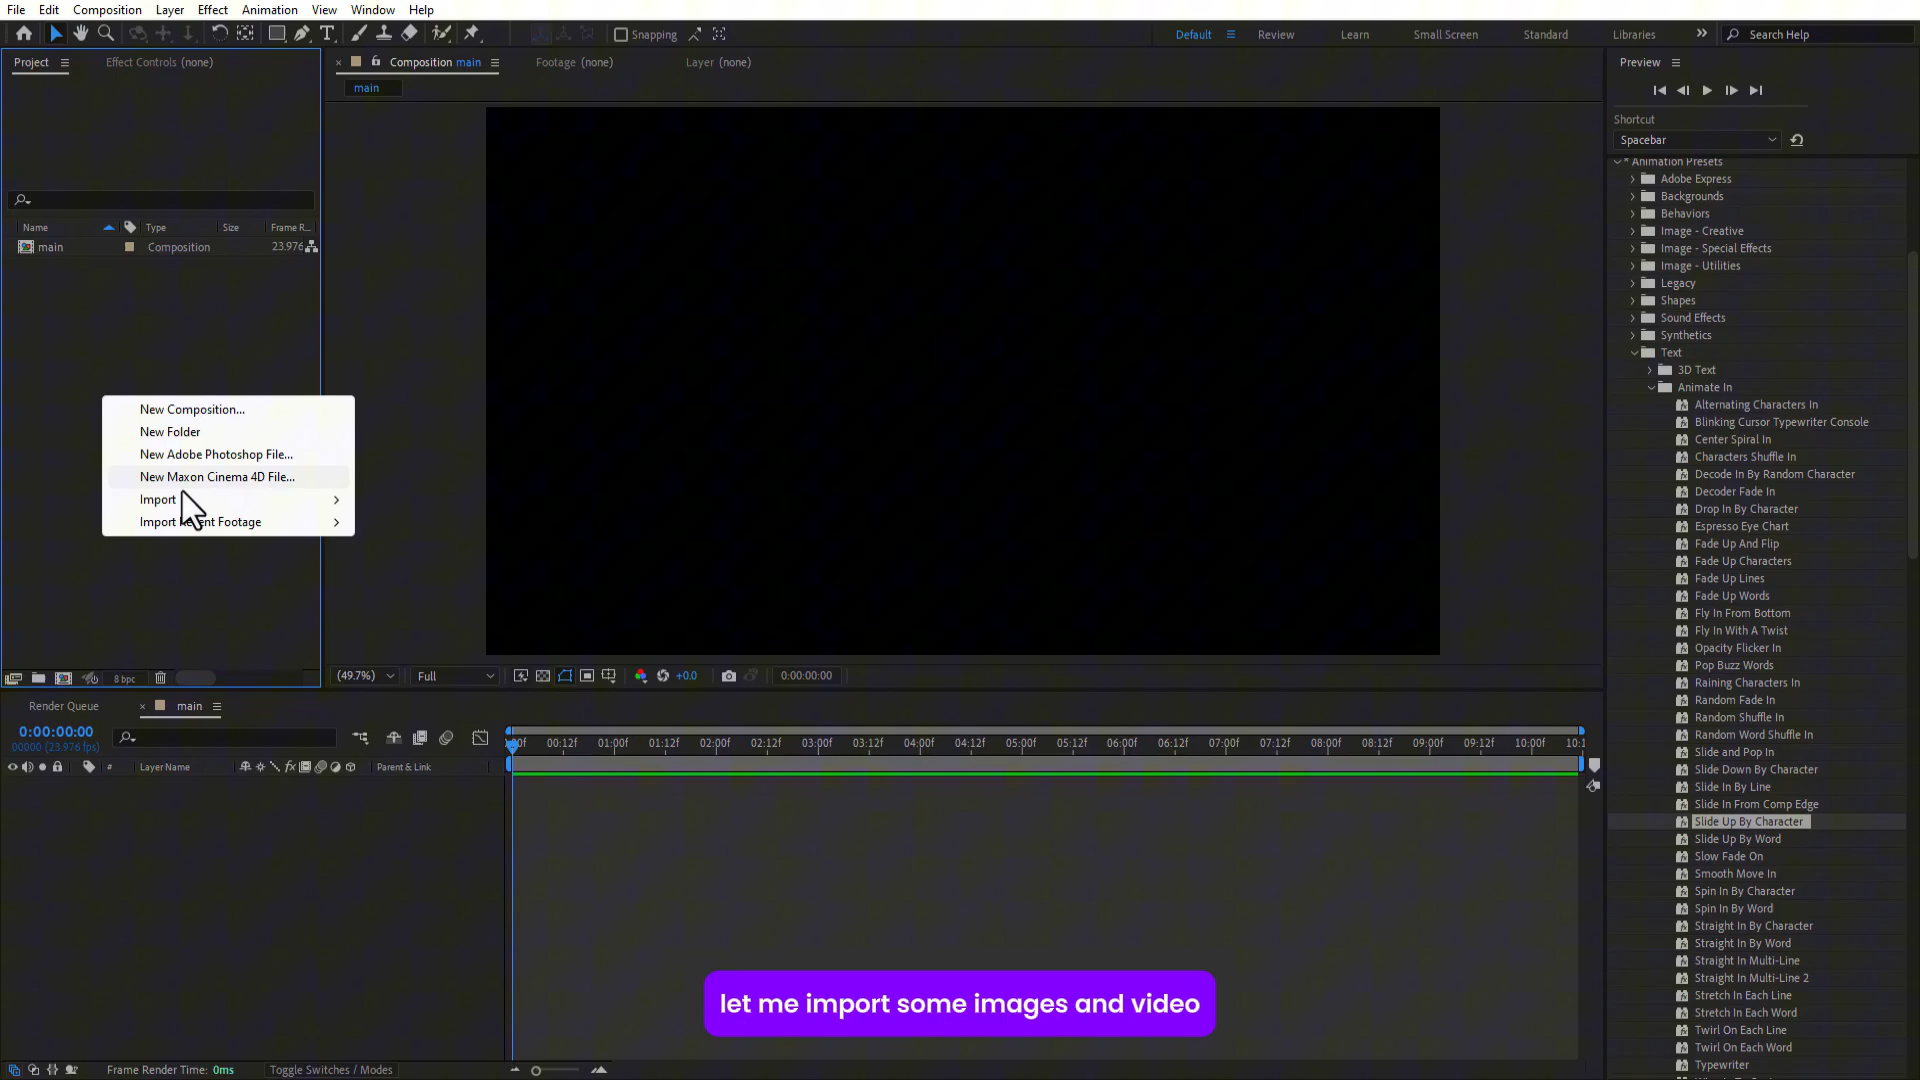 File Edit Composition Layer Effect Animation View Window Help
Snapping
Default Review Learn Small Screen Standard Libraries Search Help
Project Effect Controls (none)
Composition main Footage (none) Layer (none)
main
Name Type Size Frame R...
main Composition 23.976
New Composition...
New Folder
New Adobe Photoshop File...
New Maxon Cinema 4D File...
Import
Import Footage
8 bpc
(49.7%) Full +0.0 0:00:00:00
Preview
Shortcut
Spacebar
* Animation Presets
Adobe Express
Backgrounds
Behaviors
Image - Creative
Image - Special Effects
Image - Utilities
Legacy
Shapes
Sound Effects
Synthetics
Text
3D Text
Animate In
Alternating Characters In
Blinking Cursor Typewriter Console
Center Spiral In
Characters Shuffle In
Decode In By Random Character
Decoder Fade In
Drop In By Character
Espresso Eye Chart
Fade Up And Flip
Fade Up Characters
Fade Up Lines
Fade Up Words
Fly In From Bottom
Fly In With A Twist
Opacity Flicker In
Pop Buzz Words
Raining Characters In
Random Fade In
Random Shuffle In
Random Word Shuffle In
Slide and Pop In
Slide Down By Character
Slide In By Line
Slide In From Comp Edge
Slide Up By Character
Slide Up By Word
Slow Fade On
Smooth Move In
Spin In By Character
Spin In By Word
Straight In By Character
Straight In By Word
Straight In Multi-Line
Straight In Multi-Line 2
Stretch In Each Line
Stretch In Each Word
Twirl On Each Line
Twirl On Each Word
Typewriter
Render Queue main
0:00:00:00
00000 (23.976 fps)
00:12f 01:00f 01:12f 02:00f 02:12f 03:00f 03:12f 04:00f 04:12f 05:00f 05:12f 06:00f 06:12f 07:00f 07:12f 08:00f 08:12f 09:00f 09:12f 10:00f
# Layer Name fx Parent & Link
let me import some images and video
Frame Render Time: 0ms Toggle Switches / Modes